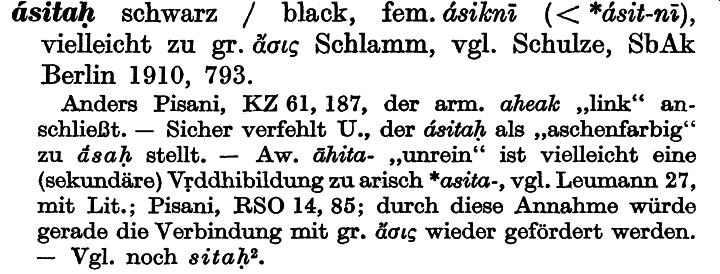 ásitaḥ schwarz / black, fem. ásiknī (< *ásit-nī),
vielleicht zu gr. ἄσις Schlamm, vgl. Schulze, SbAk
Berlin 1910, 793.
Anders Pisani, KZ 61, 187, der arm. aheak „link“ an-
schließt. — Sicher verfehlt U., der ásitaḥ als „aschenfarbig“
zu ā́saḥ stellt. — Aw. āhita- „unrein“ ist vielleicht eine
(sekundäre) Vṛddhibildung zu arisch *asita-, vgl. Leumann 27,
mit Lit.; Pisani, RSO 14, 85; durch diese Annahme würde
gerade die Verbindung mit gr. ἄσις wieder gefördert werden.
— Vgl. noch sitaḥ².